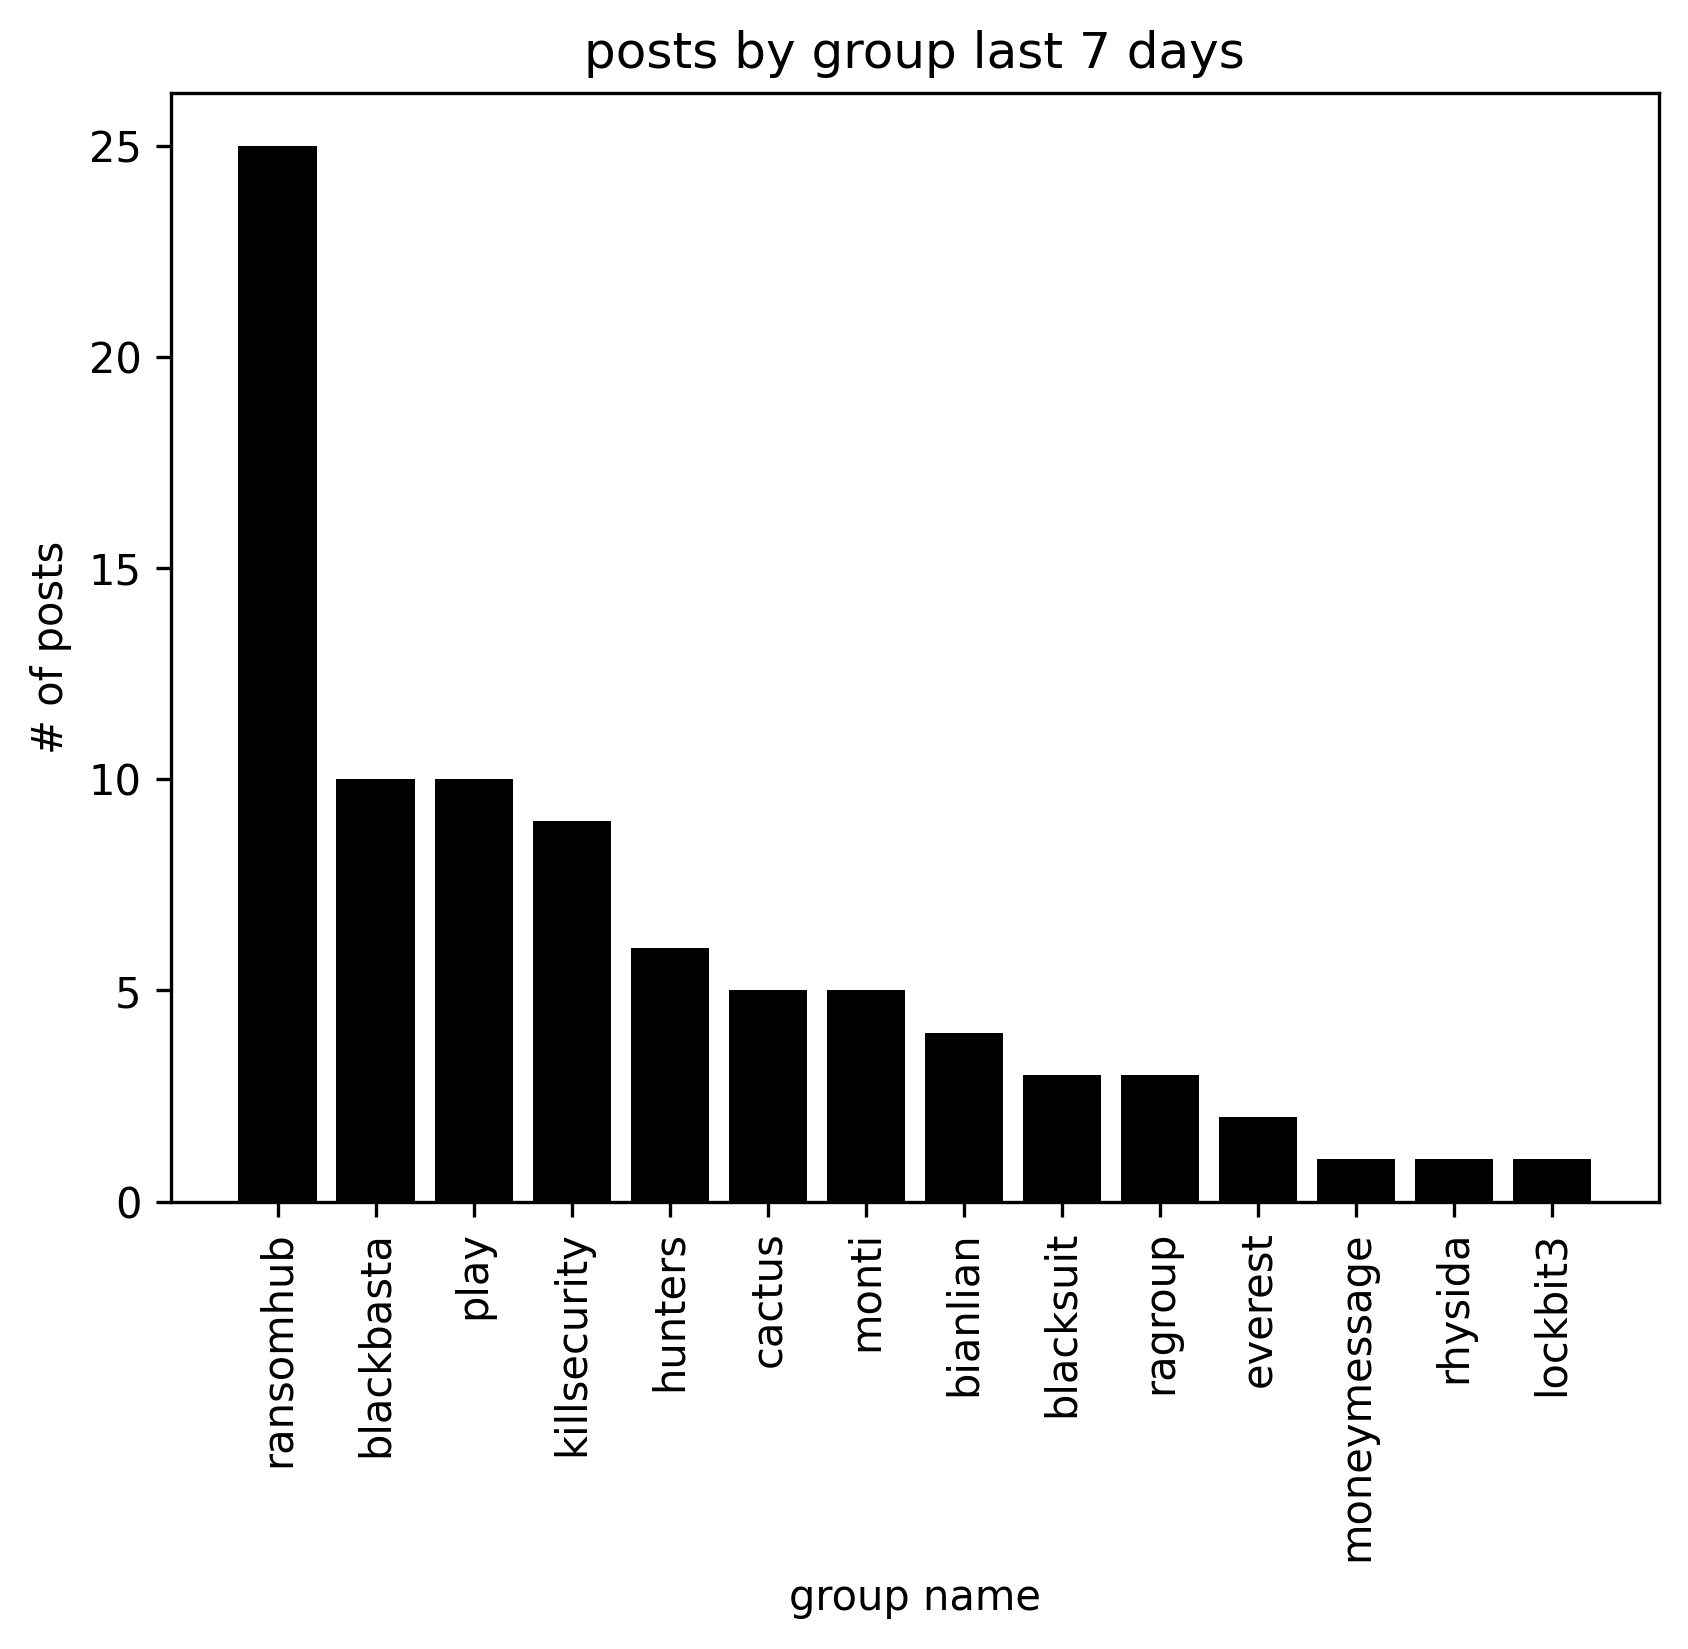 posts by group last 7 days
25
20
15
10
5
0
# of posts
ransomhub
blackbasta
play
killsecurity
hunters
cactus
monti
bianlian
blacksuit
ragroup
everest
moneymessage
rhysida
lockbit3
group name